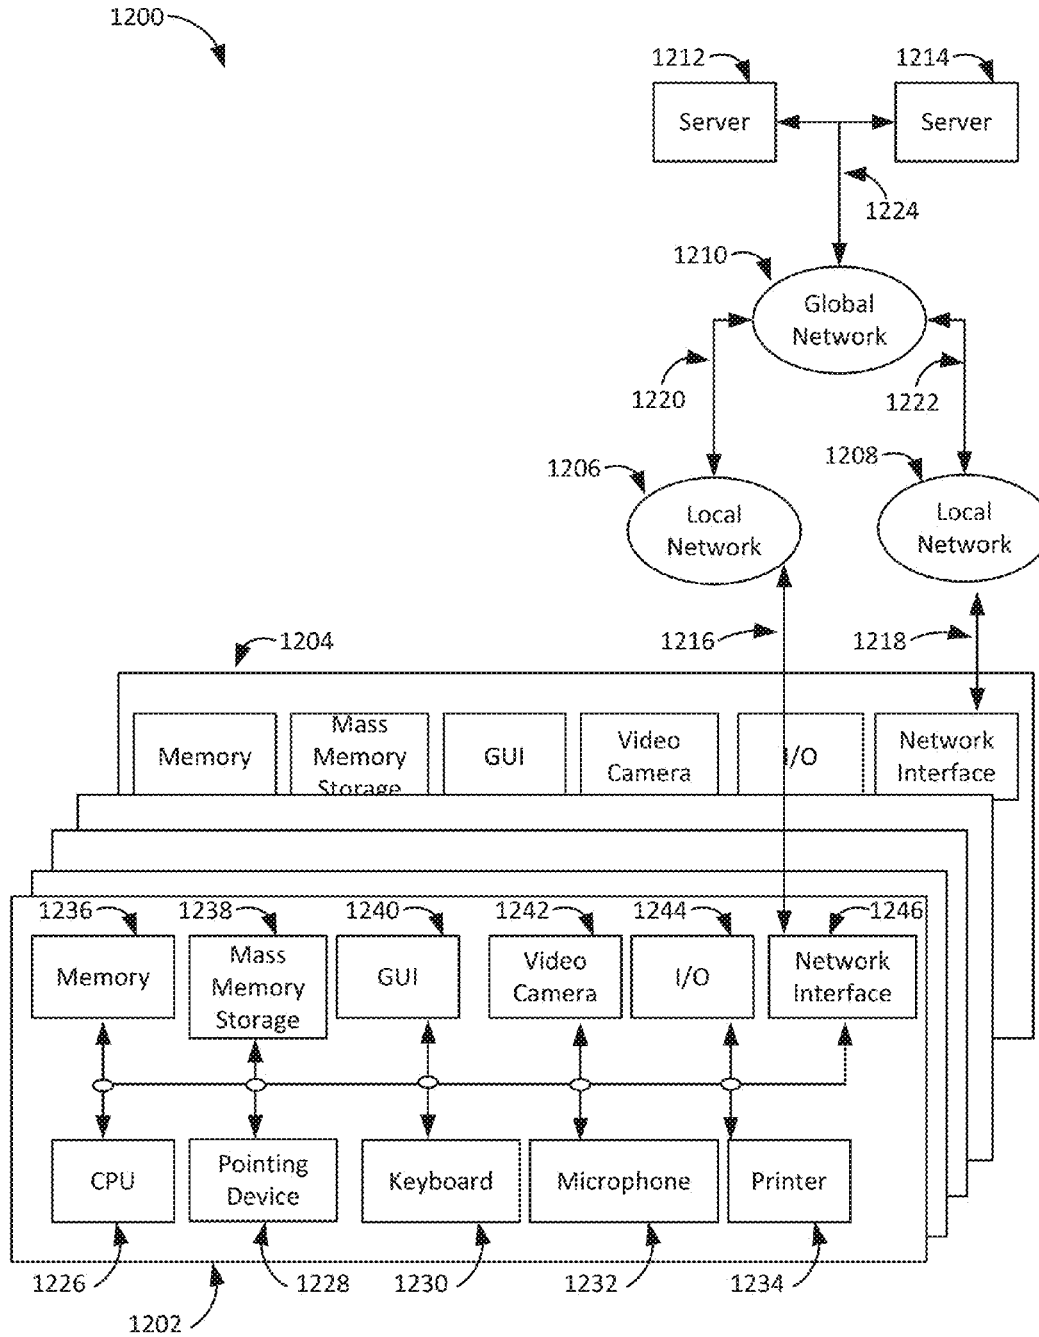 1200
1212
1214
Server
Server
1224
1210
Global
Network
1220
1222
1206
1208
Local
Network
Local
Network
1204
1216
1218
Memory
Mass
Memory
Storage
GUI
Video
Camera
I/O
Network
Interface
1236
1238
1240
1242
1244
1246
Memory
Mass
Memory
Storage
GUI
Video
Camera
I/O
Network
Interface
CPU
Pointing
Device
Keyboard
Microphone
Printer
1226
1228
1230
1232
1234
1202